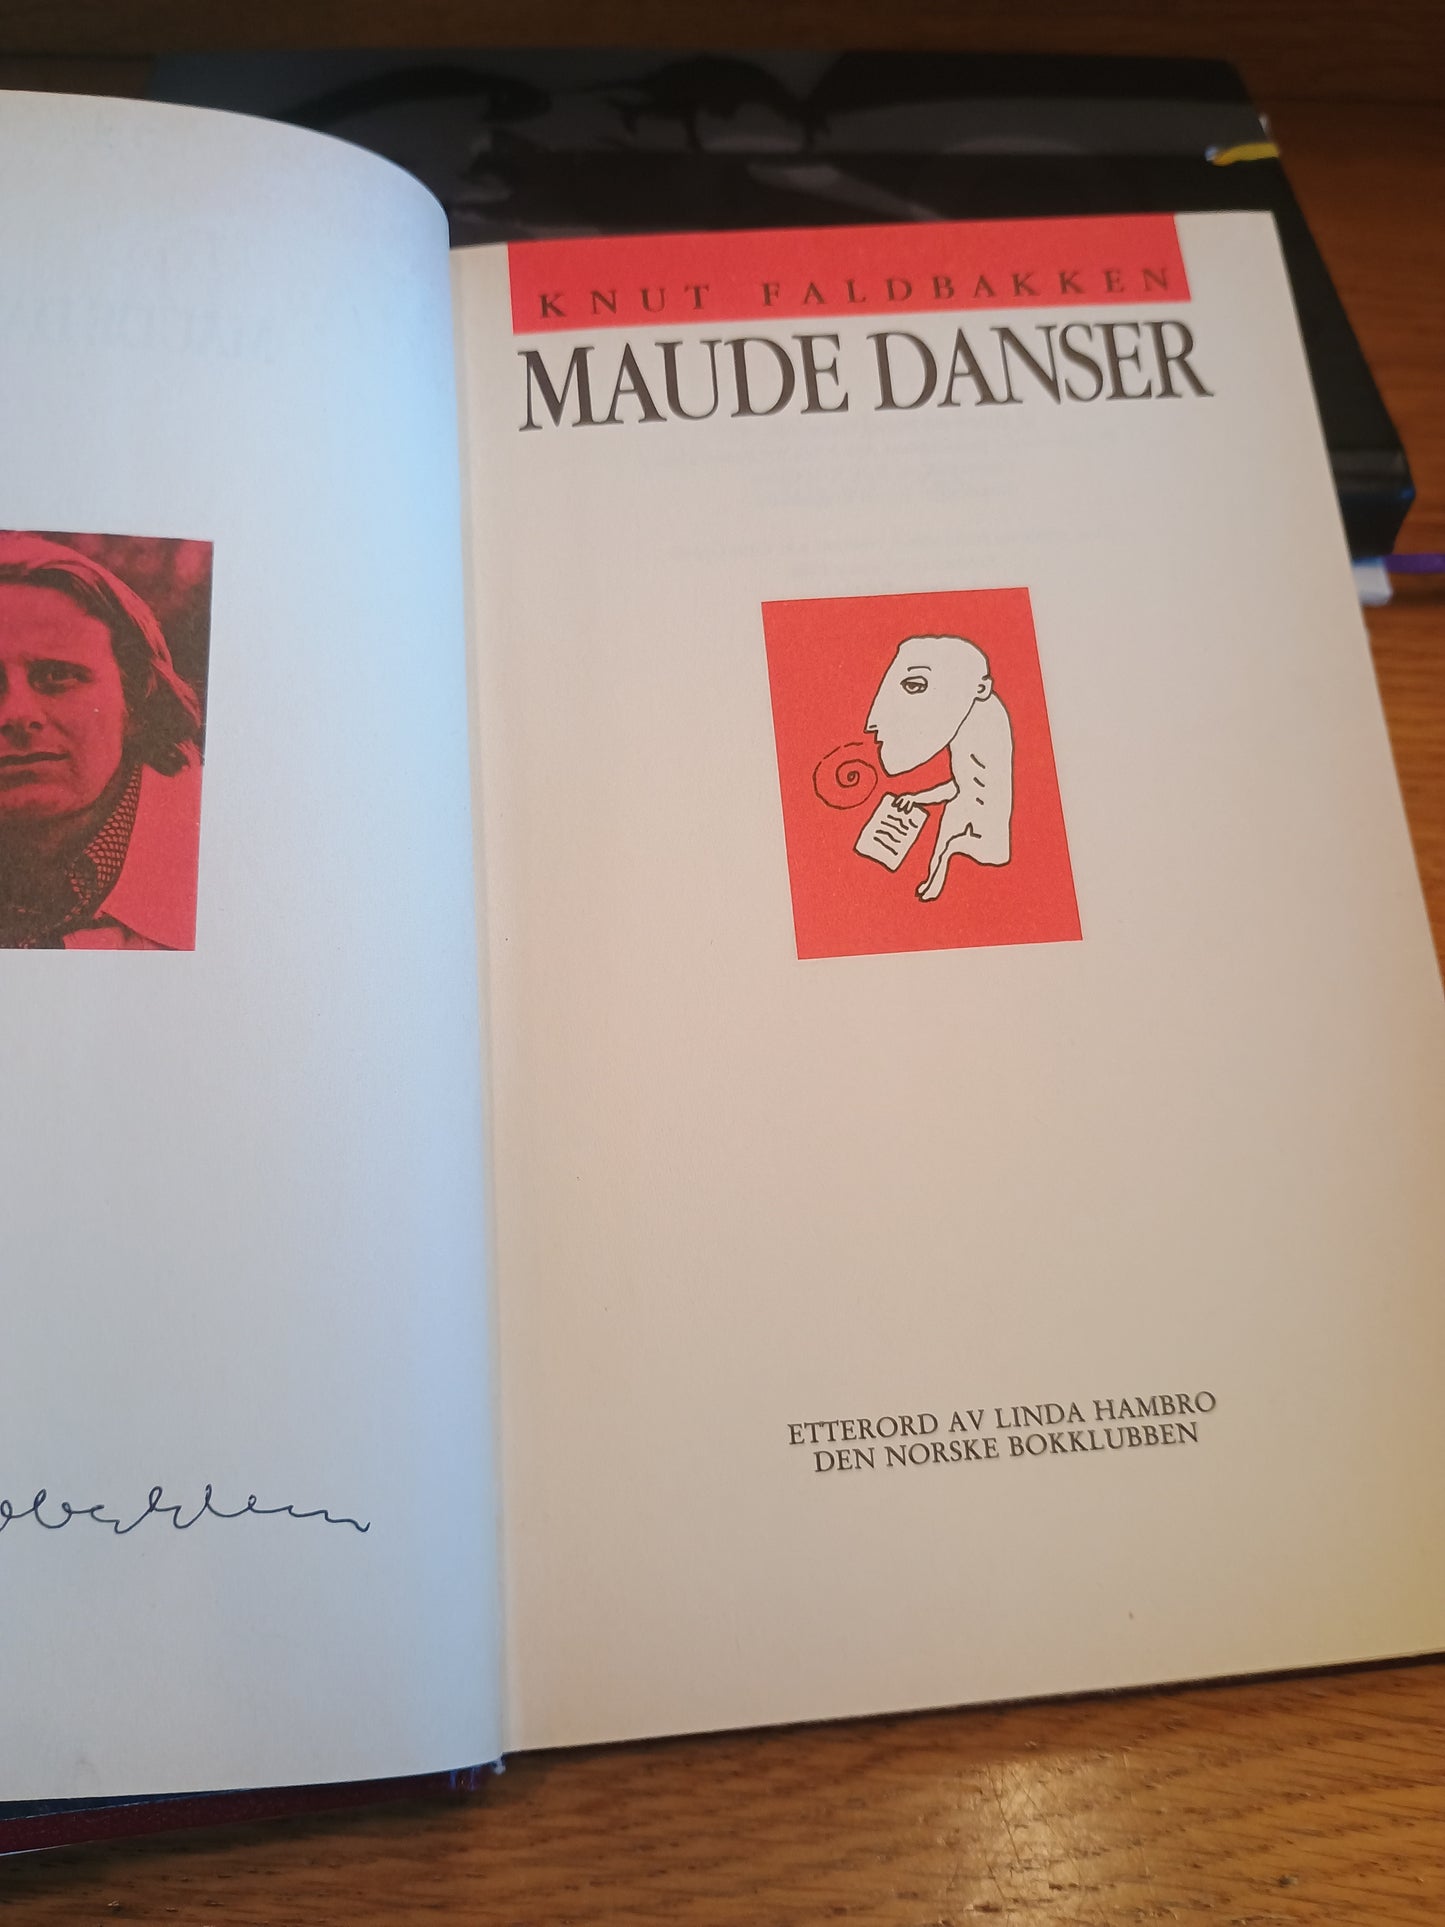 KNUT FALDBAKKEN
MAUDE DANSER
ETTERORD AV LINDA HAMBRO
DEN NORSKE BOKKLUBBEN